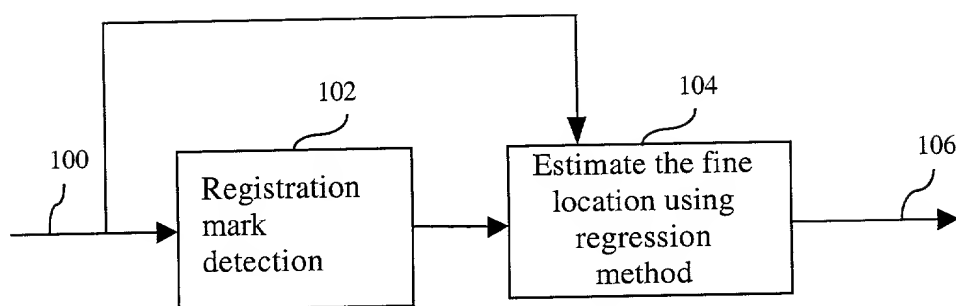 102
104
100
106
Registration
mark
detection
Estimate the fine
location using
regression
method